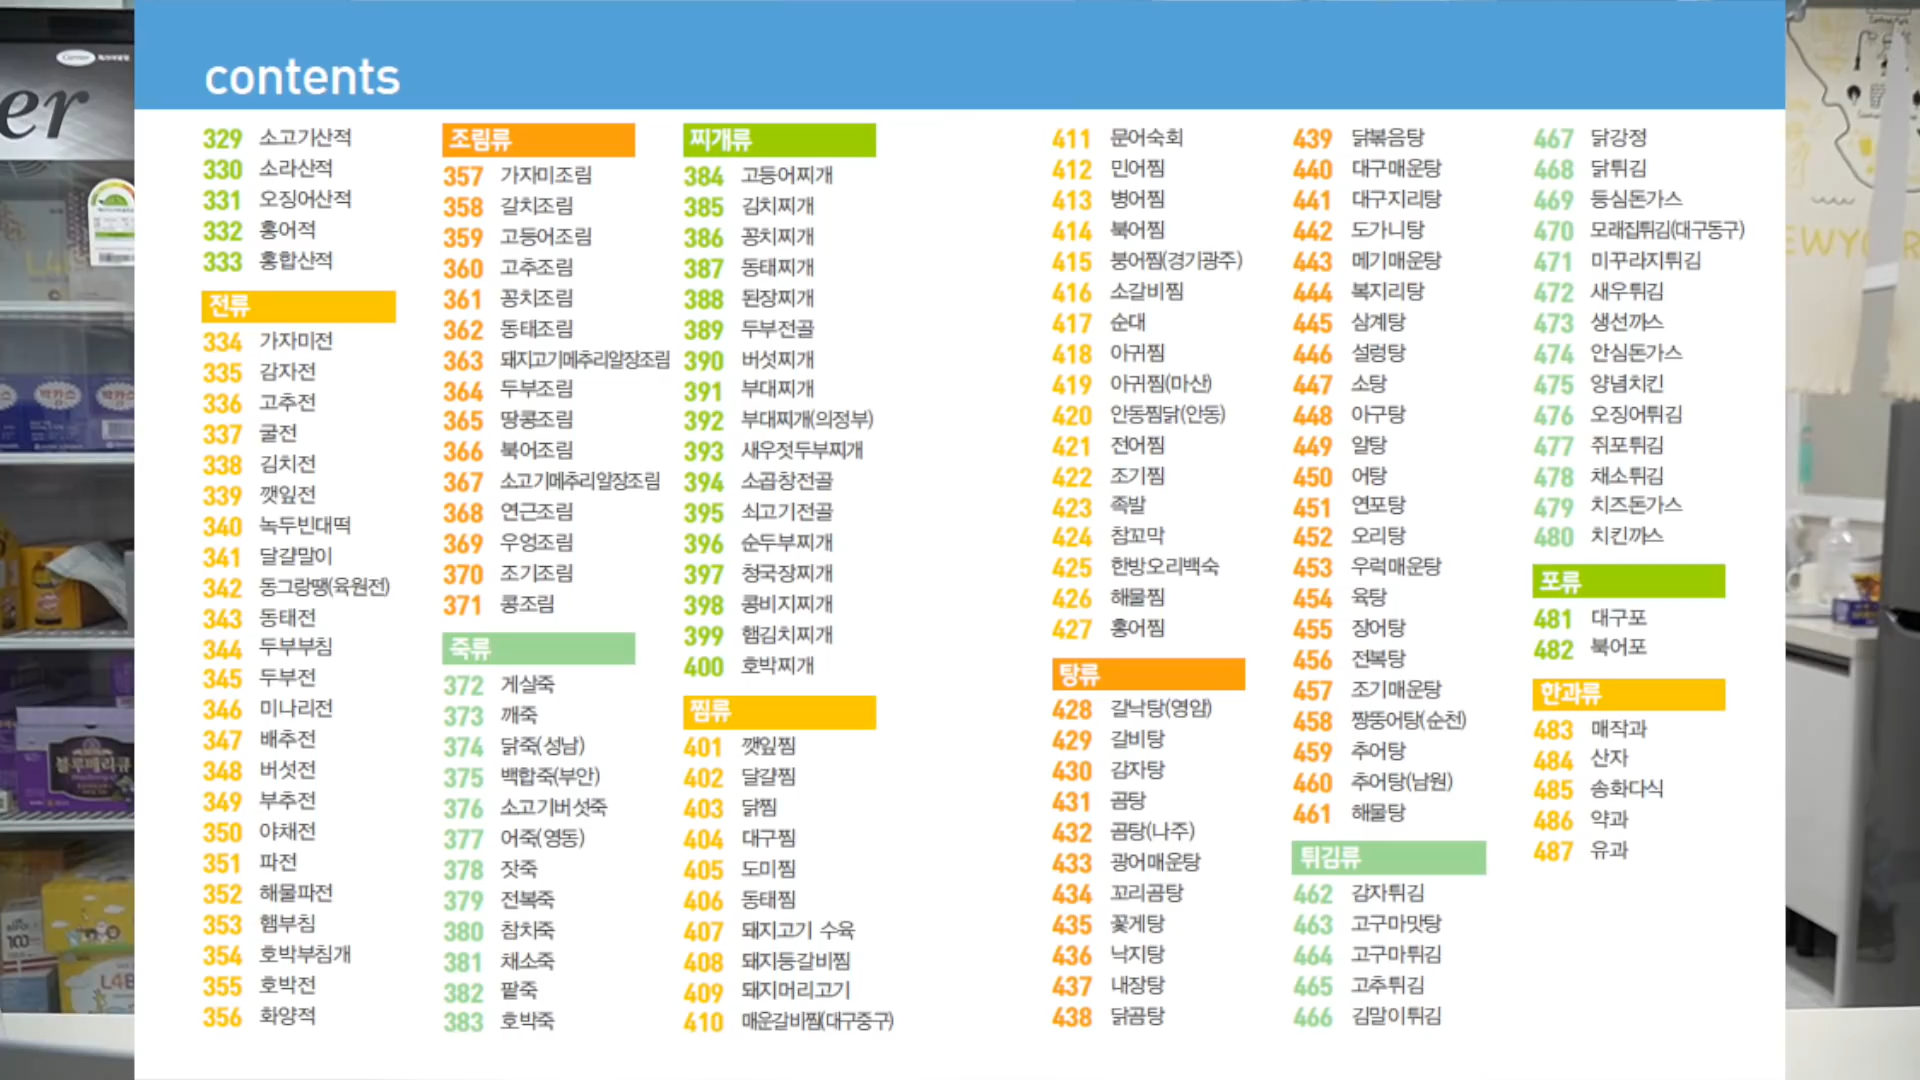 contents
329 소고기산적
330 소라산적
331 오징어산적
332 홍어적
333 홍합산적
전류
334 가자미전
335 감자전
336 고추전
337 굴전
338 김치전
339 깻잎전
340 녹두빈대떡
341 달걀말이
342 동그랑땡(육원전)
343 동태전
344 두부부침
345 두부전
346 미나리전
347 배추전
348 버섯전
349 부추전
350 야채전
351 파전
352 해물파전
353 햄부침
354 호박부침개
355 호박전
356 화양적
조림류
357 가자미조림
358 갈치조림
359 고등어조림
360 고추조림
361 꽁치조림
362 동태조림
363 돼지고기메추리알장조림
364 두부조림
365 땅콩조림
366 북어조림
367 소고기메추리알장조림
368 연근조림
369 우엉조림
370 조기조림
371 콩조림
죽류
372 게살죽
373 깨죽
374 닭죽(성남)
375 백합죽(부안)
376 소고기버섯죽
377 어죽(영동)
378 잣죽
379 전복죽
380 참치죽
381 채소죽
382 팥죽
383 호박죽
찌개류
384 고등어찌개
385 김치찌개
386 꽁치찌개
387 동태찌개
388 된장찌개
389 두부전골
390 버섯찌개
391 부대찌개
392 부대찌개(의정부)
393 새우젓두부찌개
394 소곱창전골
395 쇠고기전골
396 순두부찌개
397 청국장찌개
398 콩비지찌개
399 햄김치찌개
400 호박찌개
찜류
401 깻잎찜
402 달걀찜
403 닭찜
404 대구찜
405 도미찜
406 동태찜
407 돼지고기 수육
408 돼지등갈비찜
409 돼지머리고기
410 매운갈비찜(대구중구)
411 문어숙회
412 민어찜
413 병어찜
414 북어찜
415 붕어찜(경기광주)
416 소갈비찜
417 순대
418 아귀찜
419 아귀찜(마산)
420 안동찜닭(안동)
421 전어찜
422 조기찜
423 족발
424 참꼬막
425 한방오리백숙
426 해물찜
427 홍어찜
탕류
428 갈낙탕(영암)
429 갈비탕
430 감자탕
431 곰탕
432 곰탕(나주)
433 광어매운탕
434 꼬리곰탕
435 꽃게탕
436 낙지탕
437 내장탕
438 닭곰탕
439 닭볶음탕
440 대구매운탕
441 대구지리탕
442 도가니탕
443 메기매운탕
444 복지리탕
445 삼계탕
446 설렁탕
447 소탕
448 아구탕
449 알탕
450 어탕
451 연포탕
452 오리탕
453 우럭매운탕
454 육탕
455 장어탕
456 전복탕
457 조기매운탕
458 짱뚱어탕(순천)
459 추어탕
460 추어탕(남원)
461 해물탕
튀김류
462 감자튀김
463 고구마맛탕
464 고구마튀김
465 고추튀김
466 김말이튀김
467 닭강정
468 닭튀김
469 등심돈가스
470 모래집튀김(대구동구)
471 미꾸라지튀김
472 새우튀김
473 생선까스
474 안심돈가스
475 양념치킨
476 오징어튀김
477 쥐포튀김
478 채소튀김
479 치즈돈가스
480 치킨까스
포류
481 대구포
482 북어포
한과류
483 매작과
484 산자
485 송화다식
486 약과
487 유과
er
박카스
블루베리큐
100
L4B